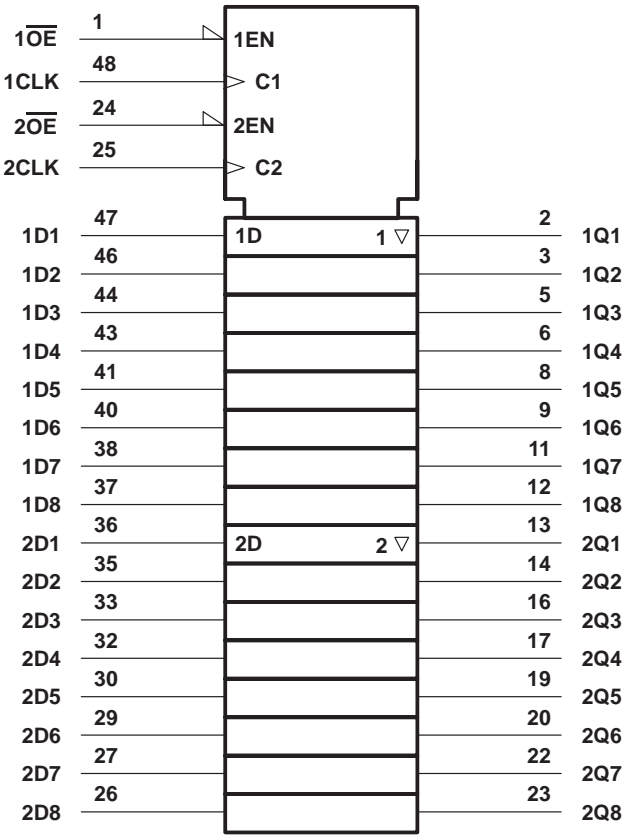 1OE 1 1EN
1CLK 48 C1
2OE 24 2EN
2CLK 25 C2
1D1 47 1D 1 ▽ 2 1Q1
1D2 46 3 1Q2
1D3 44 5 1Q3
1D4 43 6 1Q4
1D5 41 8 1Q5
1D6 40 9 1Q6
1D7 38 11 1Q7
1D8 37 12 1Q8
2D1 36 2D 2 ▽ 13 2Q1
2D2 35 14 2Q2
2D3 33 16 2Q3
2D4 32 17 2Q4
2D5 30 19 2Q5
2D6 29 20 2Q6
2D7 27 22 2Q7
2D8 26 23 2Q8